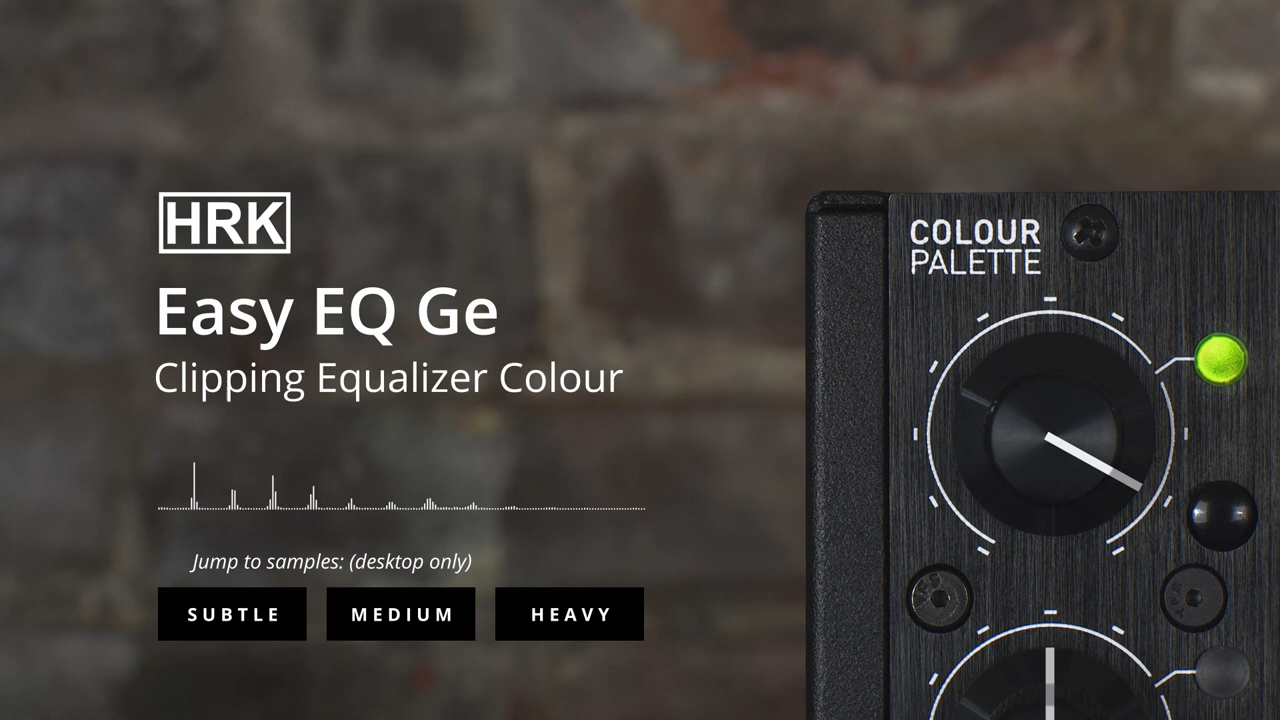 HRK
Easy EQ Ge
Clipping Equalizer Colour
Jump to samples: (desktop only)
SUBTLE MEDIUM HEAVY
COLOUR
PALETTE